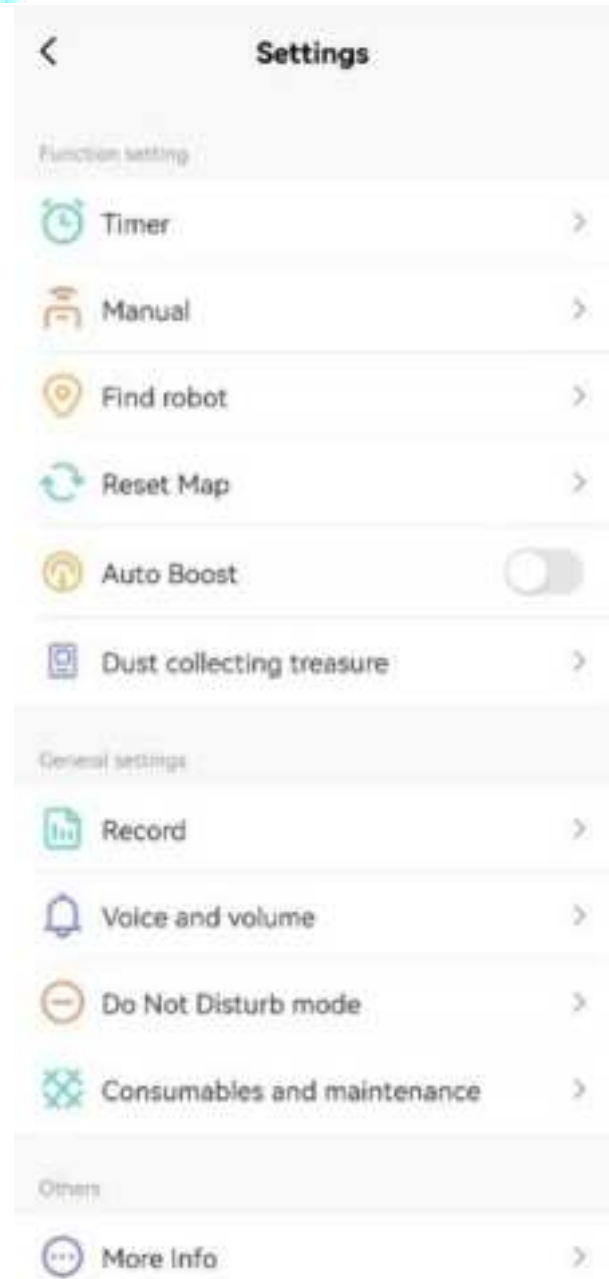 Settings
Function setting
Timer
Manual
Find robot
Reset Map
Auto Boost
Dust collecting treasure
General settings
Record
Voice and volume
Do Not Disturb mode
Consumables and maintenance
Others
More Info